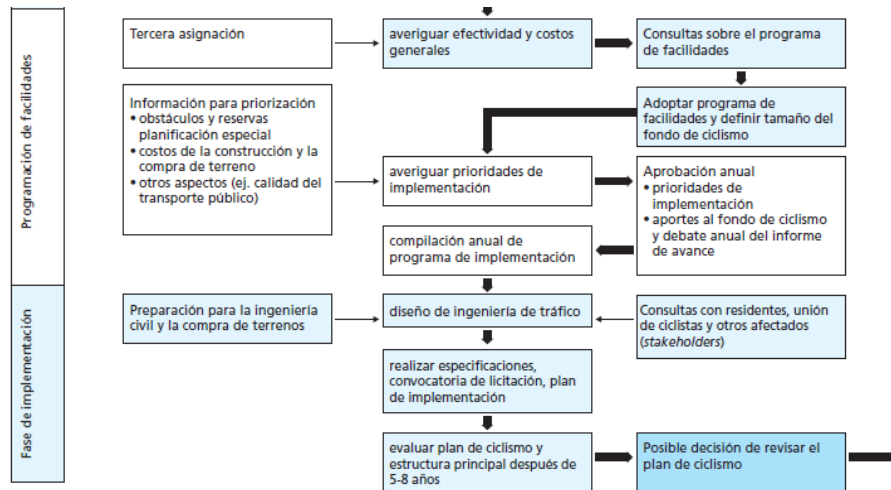 Programación de facilidades
Tercera asignación
averiguar efectividad y costos
generales
Consultas sobre el programa
de facilidades
Adoptar programa de
facilidades y definir tamaño del
fondo de ciclismo
Información para priorización
• obstáculos y reservas
planificación especial
• costos de la construcción y la
compra de terreno
• otros aspectos (ej. calidad del
transporte público)
averiguar prioridades de
implementación
Aprobación anual
• prioridades de
implementación
• aportes al fondo de ciclismo
y debate anual del informe
de avance
compilación anual de
programa de implementación
Fase de implementación
Preparación para la ingeniería
civil y la compra de terrenos
diseño de ingeniería de tráfico
Consultas con residentes, unión
de ciclistas y otros afectados
(stakeholders)
realizar especificaciones,
convocatoria de licitación, plan
de implementación
evaluar plan de ciclismo y
estructura principal después de
5-8 años
Posible decisión de revisar el
plan de ciclismo